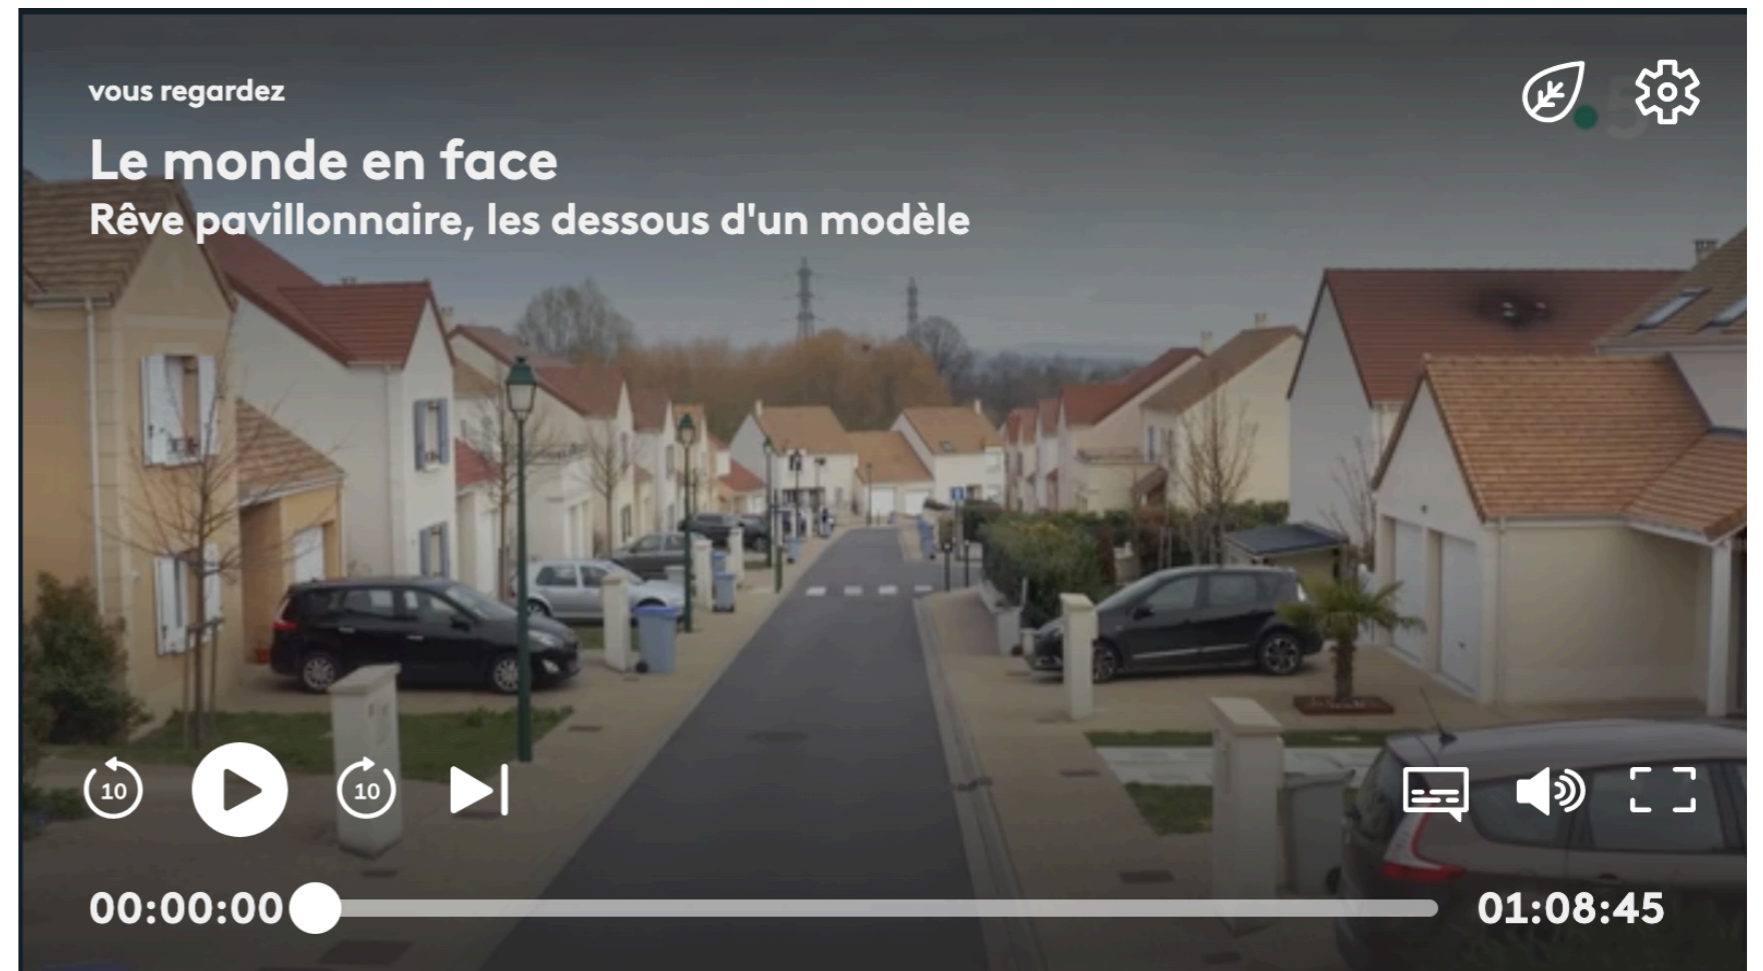 vous regardez
Le monde en face
Rêve pavillonnaire, les dessous d'un modèle
5
10
10
00:00:00
01:08:45